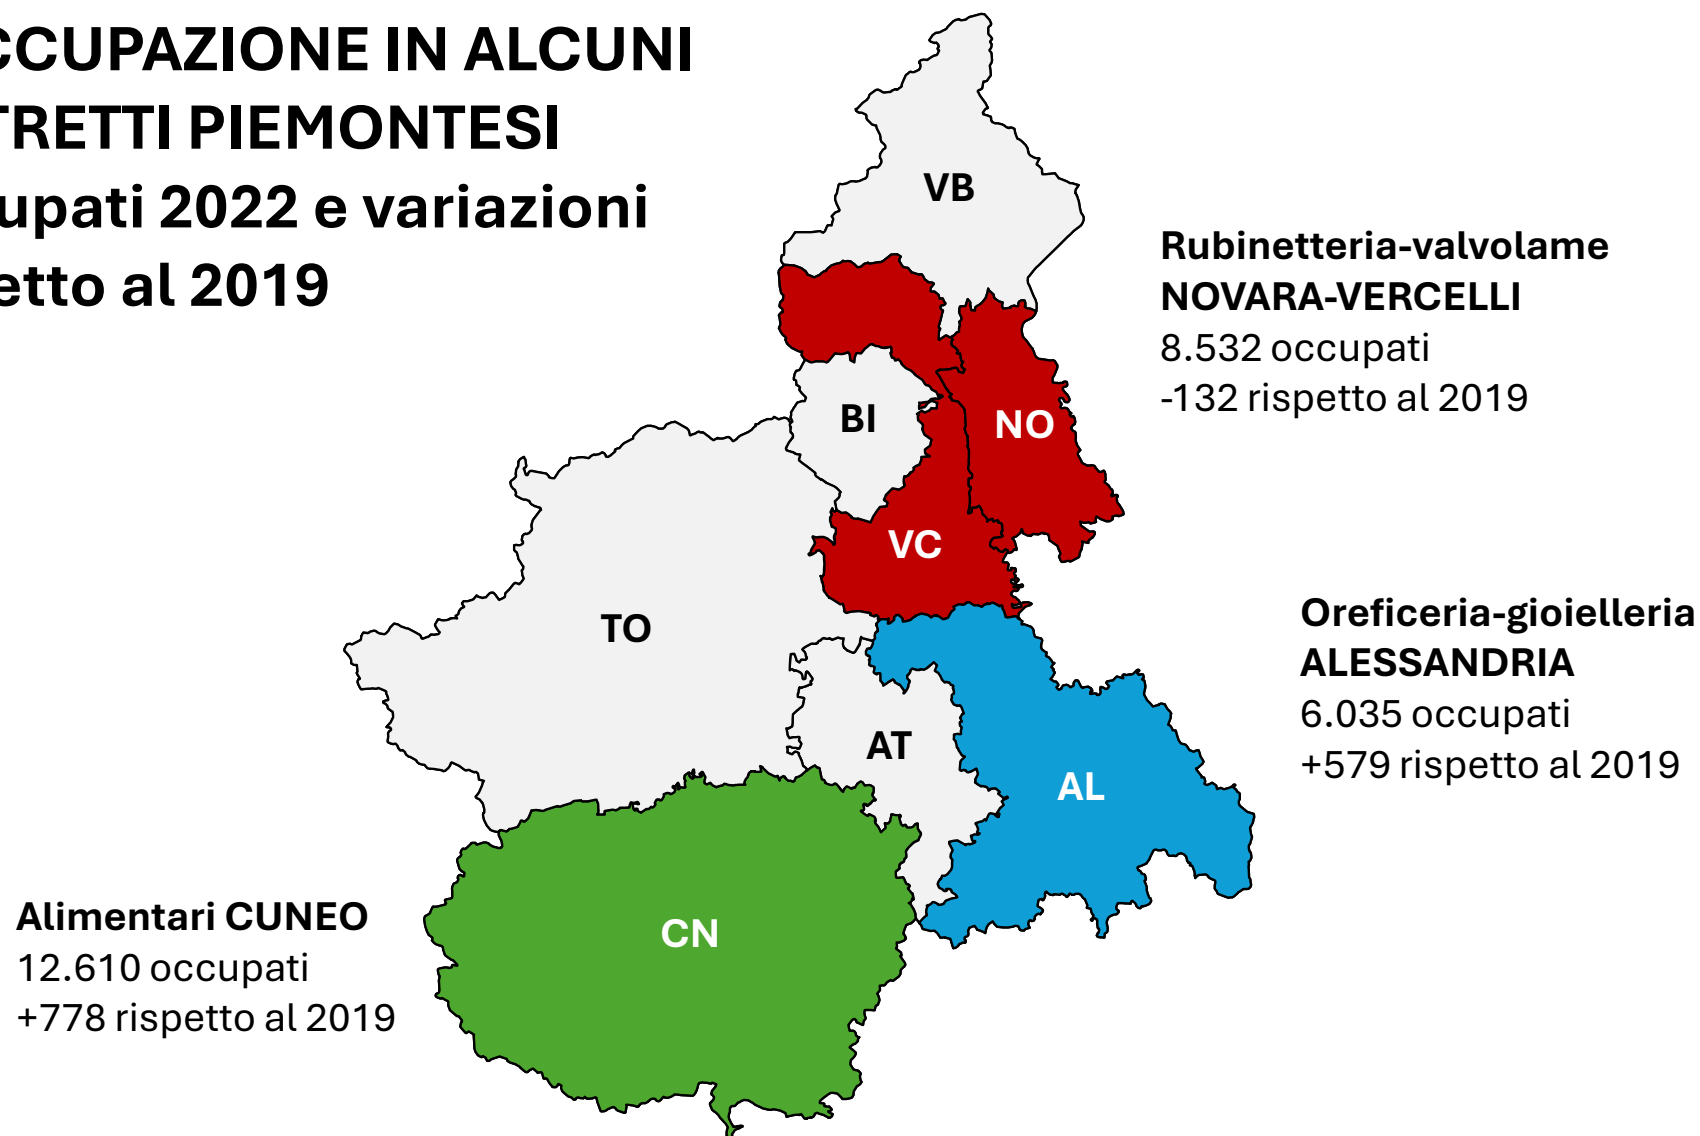 CCUPAZIONE IN ALCUNI
TRETTI PIEMONTESI
upati 2022 e variazioni
etto al 2019
VB
Rubinetteria-valvolame
NOVARA-VERCELLI
8.532 occupati
-132 rispetto al 2019
BI
NO
VC
TO
Oreficeria-gioielleria
ALESSANDRIA
6.035 occupati
+579 rispetto al 2019
AT
AL
Alimentari CUNEO
12.610 occupati
+778 rispetto al 2019
CN